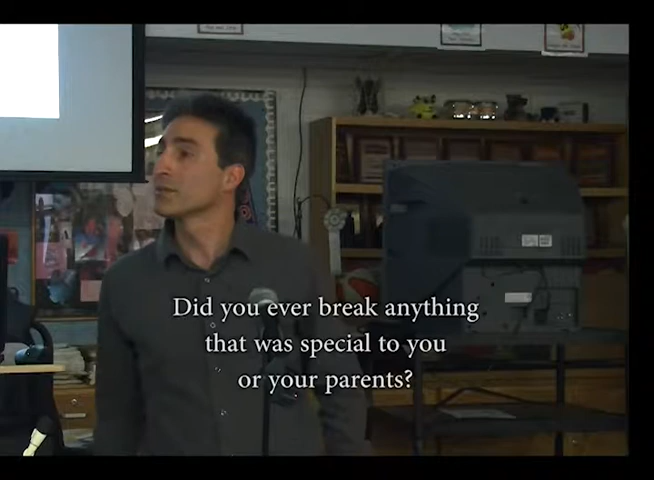 Did you ever break anything
that was special to you
or your parents?